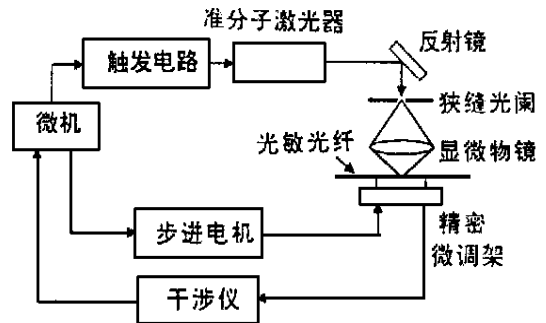 准分子激光器
反射镜
触发电路
狭缝光阑
微机
光敏光纤
显微物镜
步进电机
精密
微调架
干涉仪